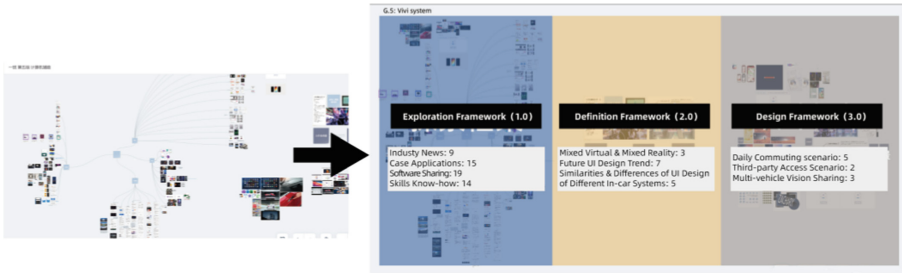 G.5: Vivi system
Exploration Framework (1.0)
Industy News: 9
Case Applications: 15
Software Sharing: 19
Skills Know-how: 14
Definition Framework (2.0)
Mixed Virtual & Mixed Reality: 3
Future UI Design Trend: 7
Similarities & Differences of UI Design
of Different In-car Systems: 5
Design Framework (3.0)
Daily Commuting scenario: 5
Third-party Access Scenario: 2
Multi-vehicle Vision Sharing: 3